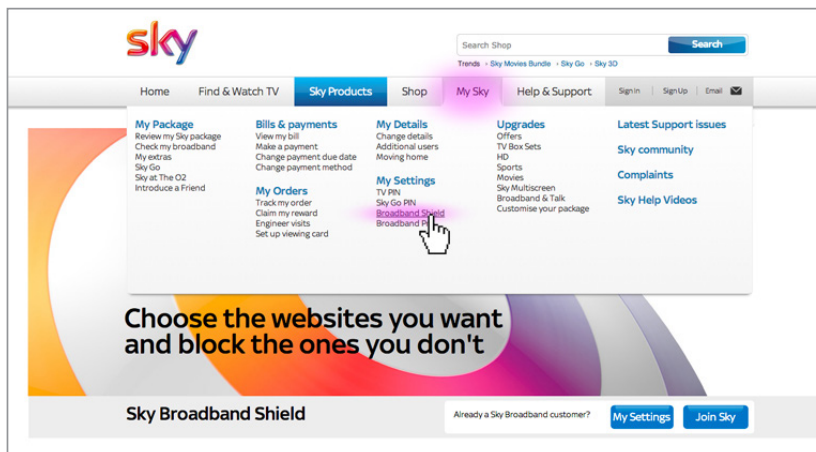 sky
Search Shop
Search
Trends › Sky Movies Bundle › Sky Go › Sky 3D
Home Find & Watch TV Sky Products Shop My Sky Help & Support Sign In Sign Up Email
My Package
Review my Sky package
Check my broadband
My extras
Sky Go
Sky at The O2
Introduce a Friend
Bills & payments
View my bill
Make a payment
Change payment due date
Change payment method
My Orders
Track my order
Claim my reward
Engineer visits
Set up viewing card
My Details
Change details
Additional users
Moving home
My Settings
TV PIN
Sky Go PIN
Broadband Shield
Broadband
Upgrades
Offers
TV Box Sets
HD
Sports
Movies
Sky Multiscreen
Broadband & Talk
Customise your package
Latest Support issues
Sky community
Complaints
Sky Help Videos
Choose the websites you want
and block the ones you don't
Sky Broadband Shield
Already a Sky Broadband customer?
My Settings
Join Sky